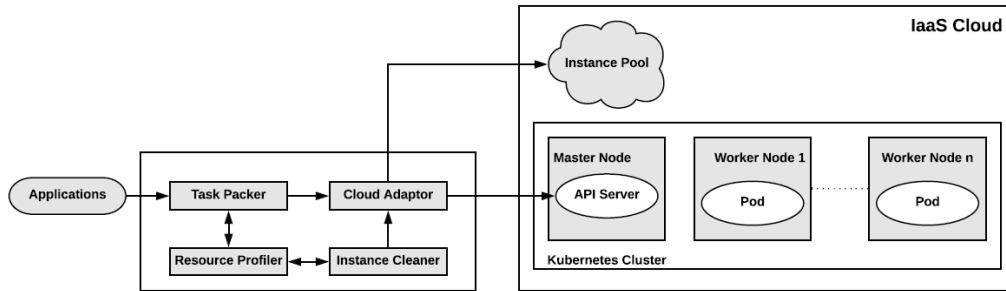 IaaS Cloud
Instance Pool
Master Node
Worker Node 1
Worker Node n
Applications
Task Packer
Cloud Adaptor
API Server
Pod
Pod
Resource Profiler
Instance Cleaner
Kubernetes Cluster